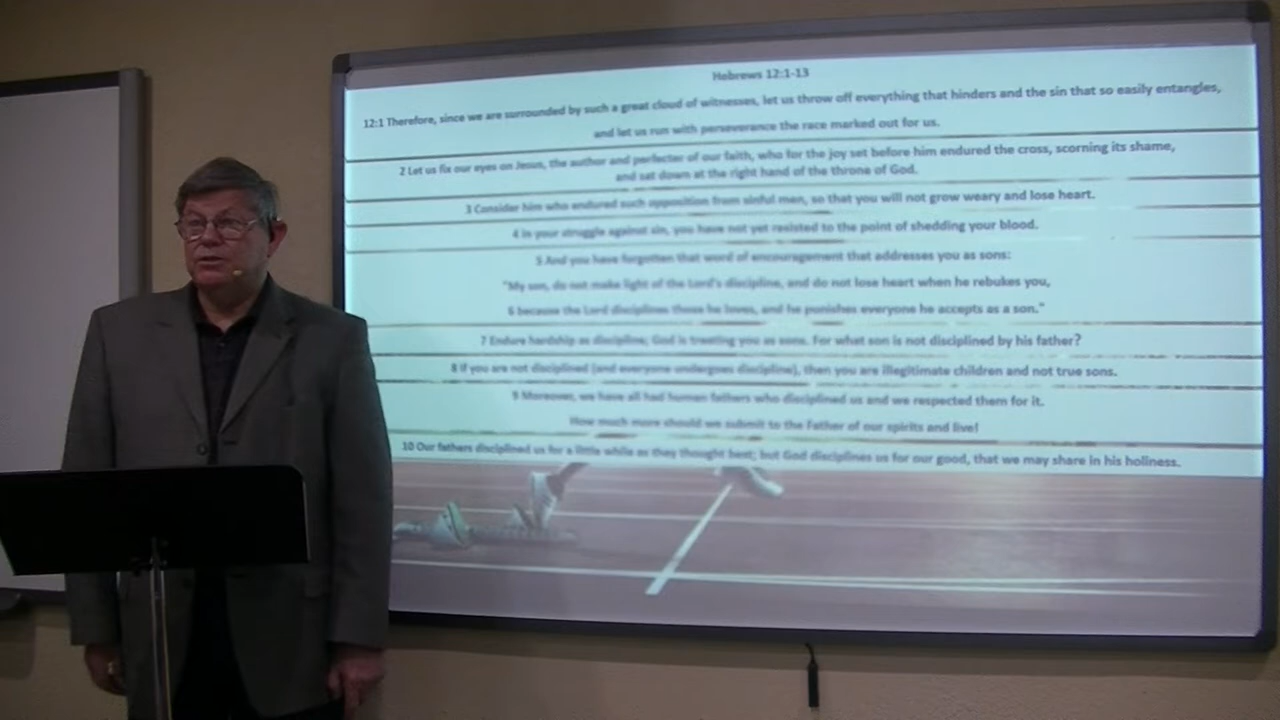 Hebrews 12:1-13
12:1 Therefore, since we are surrounded by such a great cloud of witnesses, let us throw off everything that hinders and the sin that so easily entangles,
and let us run with perseverance the race marked out for us.
2 Let us fix our eyes on Jesus, the author and perfecter of our faith, who for the joy set before him endured the cross, scorning its shame,
and sat down at the right hand of the throne of God.
3 Consider him who endured such opposition from sinful men, so that you will not grow weary and lose heart.
4 In your struggle against sin, you have not yet resisted to the point of shedding your blood.
5 And you have forgotten that word of encouragement that addresses you as sons:
"My son, do not make light of the Lord's discipline, and do not lose heart when he rebukes you,
6 because the Lord disciplines those he loves, and he punishes everyone he accepts as a son."
7 Endure hardship as discipline; God is treating you as sons. For what son is not disciplined by his father?
8 If you are not disciplined (and everyone undergoes discipline), then you are illegitimate children and not true sons.
9 Moreover, we have all had human fathers who disciplined us and we respected them for it.
How much more should we submit to the Father of our spirits and live!
10 Our fathers disciplined us for a little while as they thought best; but God disciplines us for our good, that we may share in his holiness.